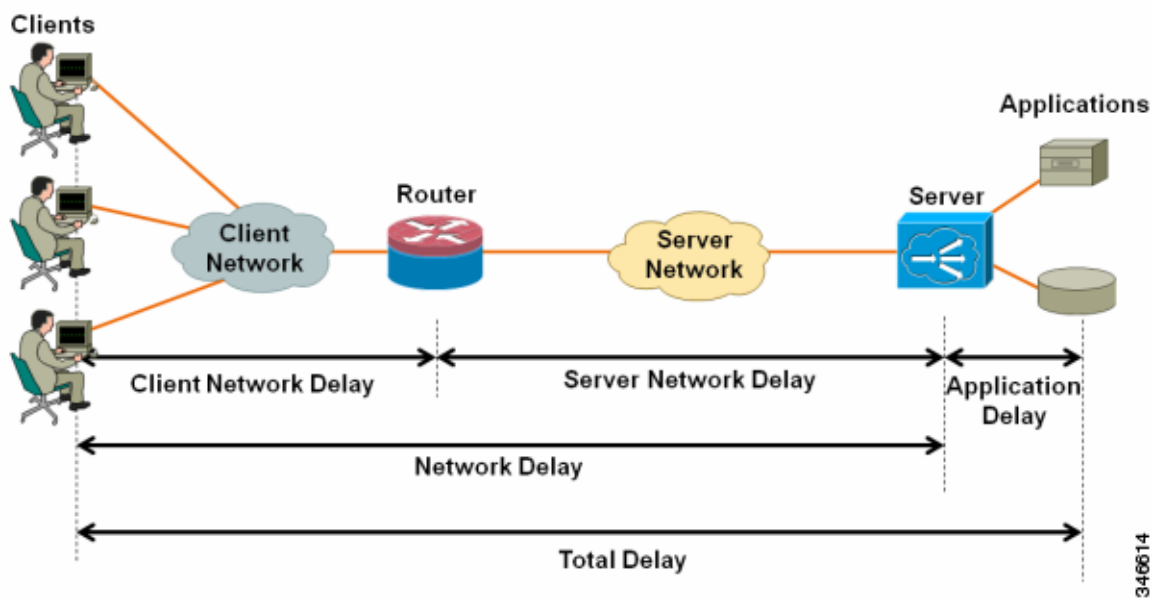 Clients
Applications
Router
Server
Client
Network
Server
Network
Client Network Delay
Server Network Delay
Application
Delay
Network Delay
Total Delay
346614